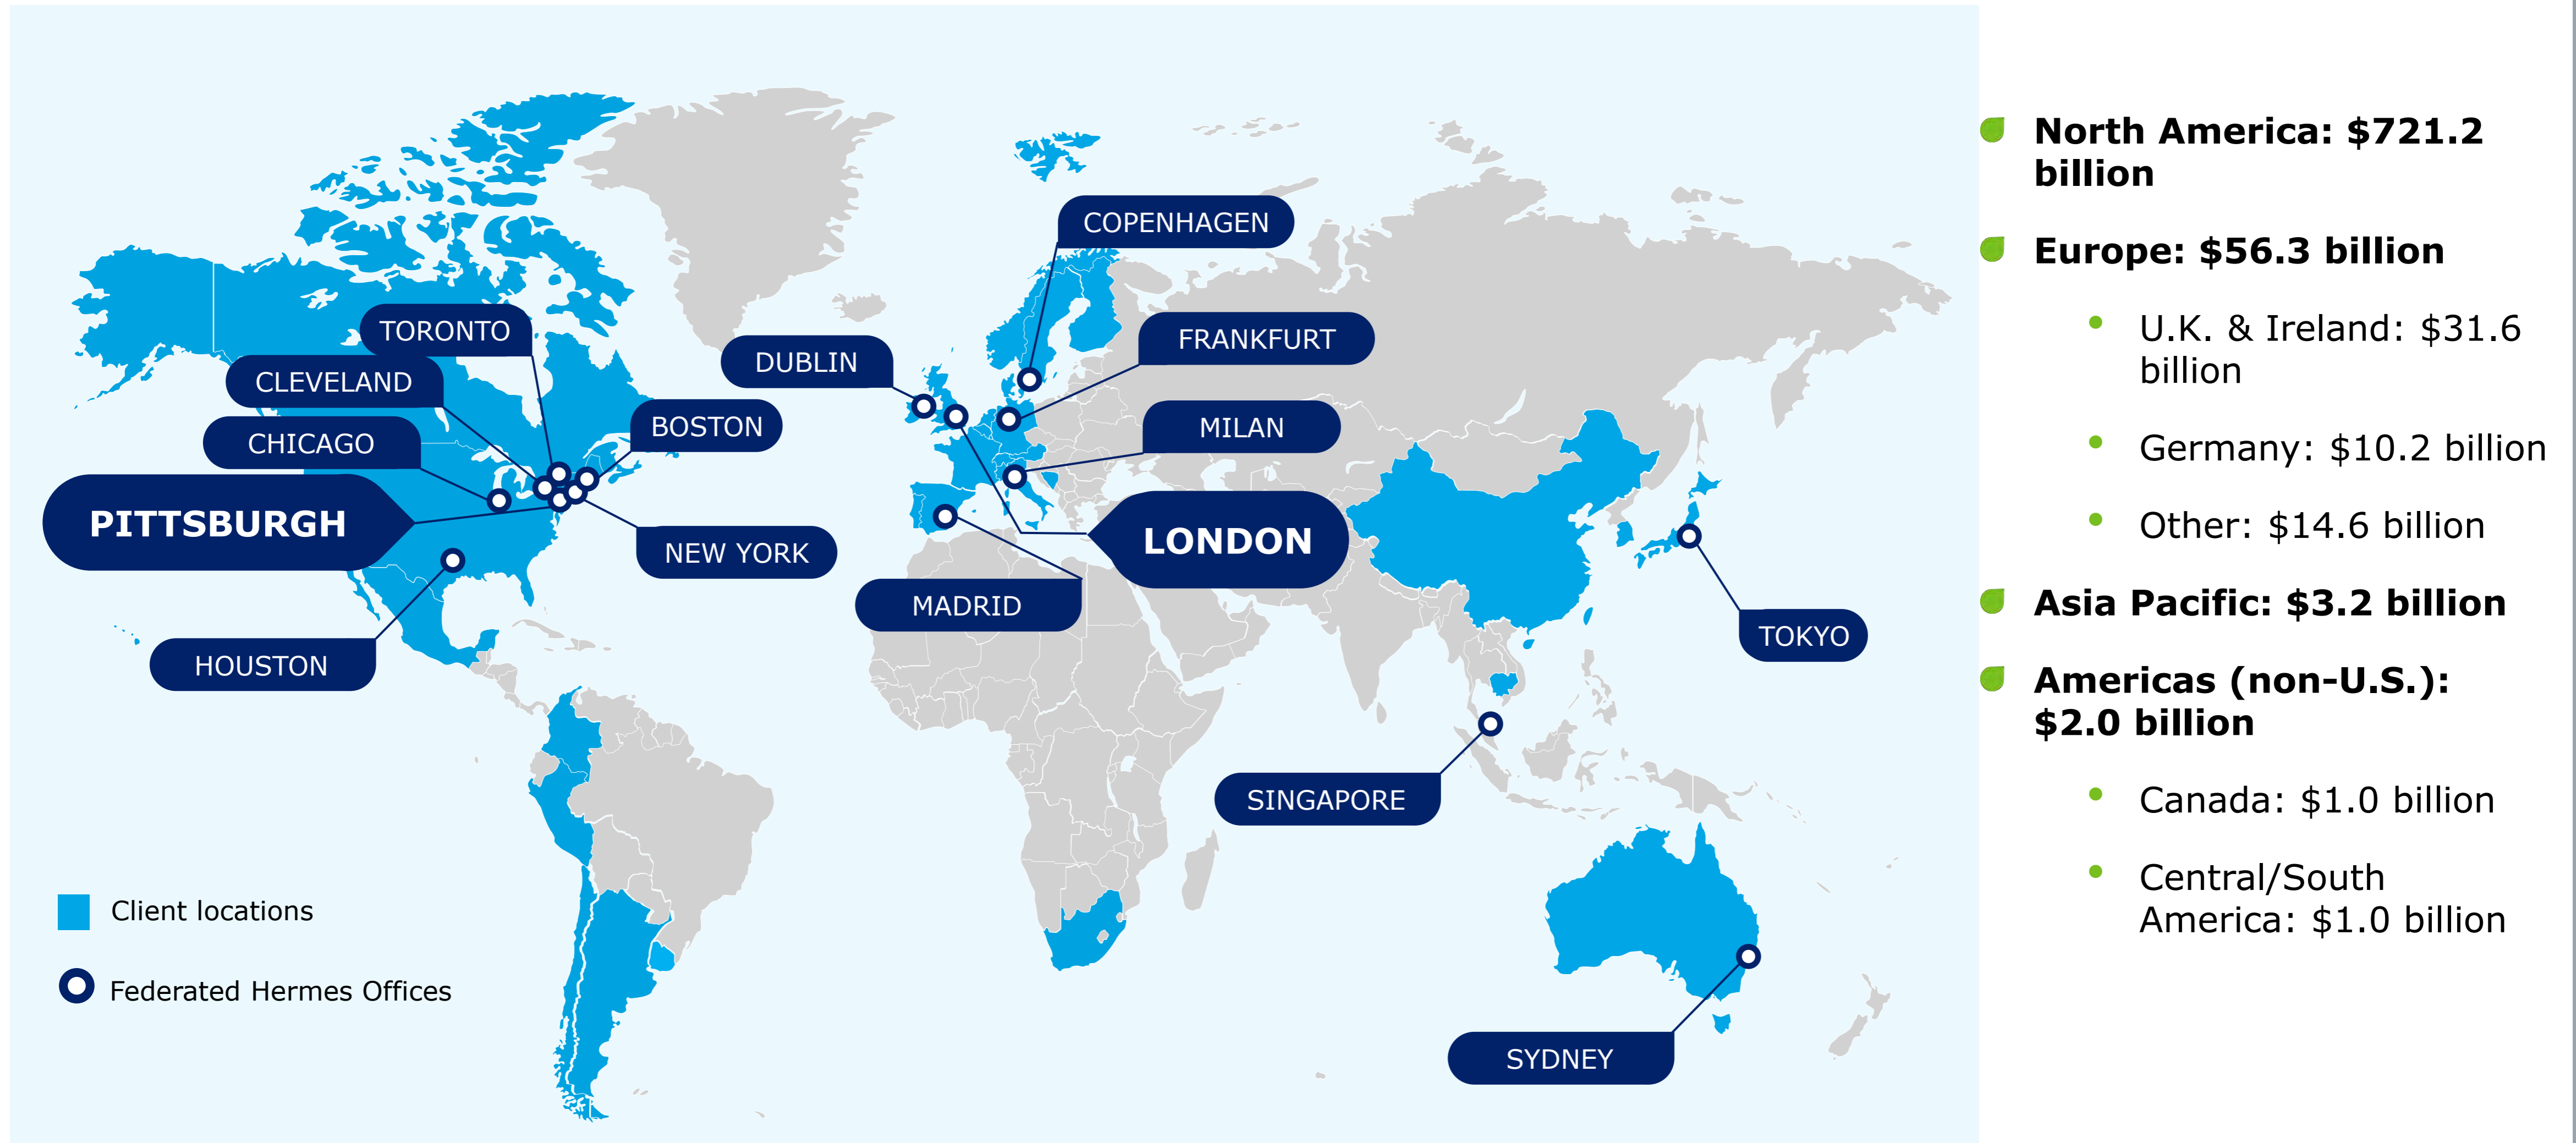 COPENHAGEN
TORONTO
FRANKFURT
DUBLIN
CLEVELAND
BOSTON
MILAN
CHICAGO
PITTSBURGH
LONDON
NEW YORK
MADRID
TOKYO
HOUSTON
SINGAPORE
SYDNEY
Client locations
Federated Hermes Offices
North America: $721.2
billion
Europe: $56.3 billion
U.K. & Ireland: $31.6
billion
Germany: $10.2 billion
Other: $14.6 billion
Asia Pacific: $3.2 billion
Americas (non-U.S.):
$2.0 billion
Canada: $1.0 billion
Central/South
America: $1.0 billion